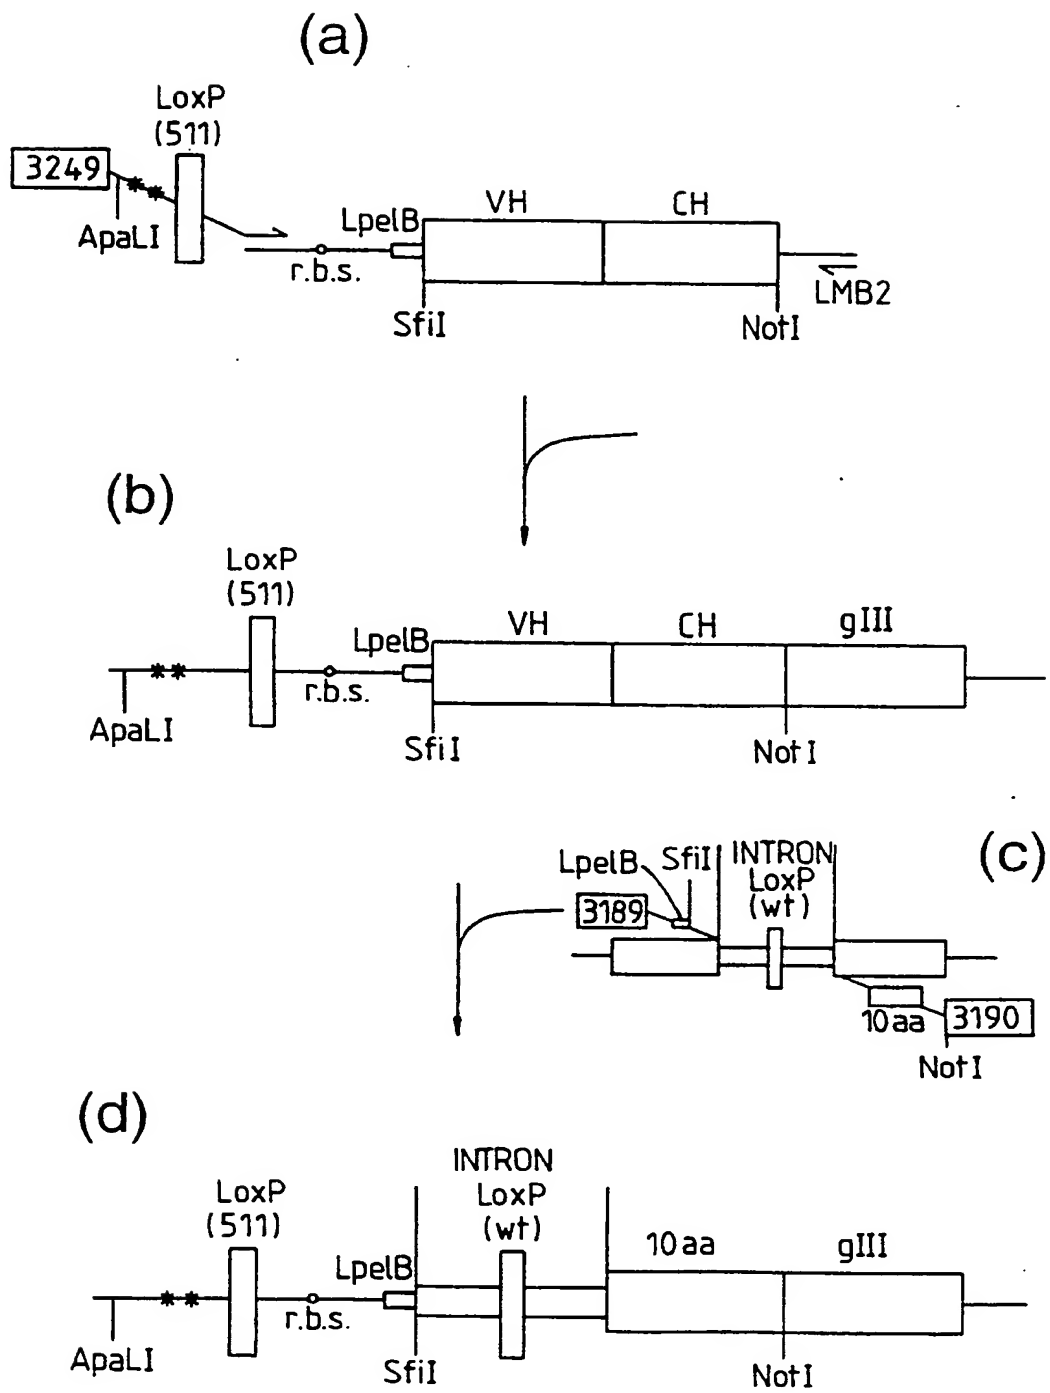 (a)
LoxP
(511)
3249
**
ApaLI
LpelB
VH
CH
r.b.s.
LMB2
SfiI
NotI
(b)
LoxP
(511)
LpelB
VH
CH
gIII
**
r.b.s.
ApaLI
SfiI
NotI
(c)
LpelB
SfiI
INTRON
LoxP
(wt)
3189
10aa
3190
NotI
(d)
INTRON
LoxP
(wt)
LoxP
(511)
10aa
gIII
LpelB
**
r.b.s.
ApaLI
SfiI
NotI